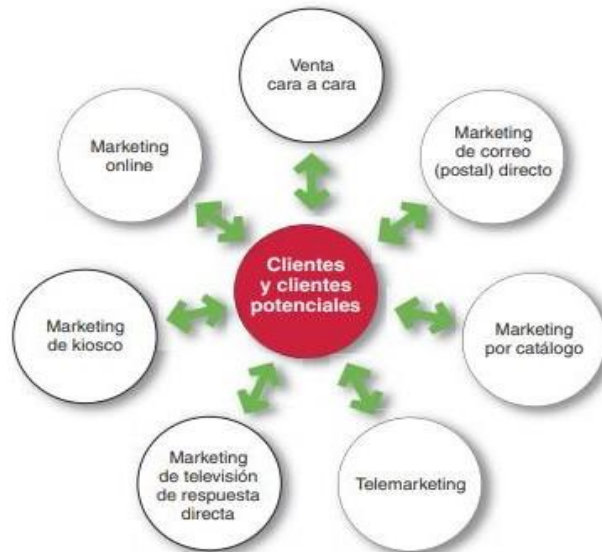 Venta
cara a cara
Marketing
de correo
(postal) directo
Marketing
por catálogo
Telemarketing
Marketing
de televisión
de respuesta
directa
Marketing
de kiosco
Marketing
online
Clientes
y clientes
potenciales